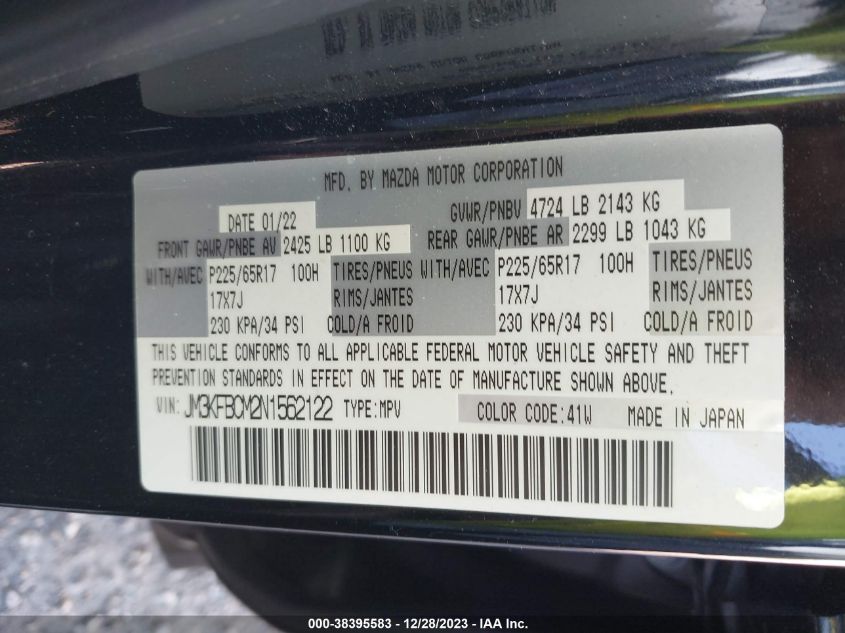 MFD. BY MAZDA MOTOR CORPORATION
DATE 01/22 GVWR/PNBV 4724 LB 2143 KG
FRONT GAWR/PNBE AV 2425 LB 1100 KG REAR GAWR/PNBE AR 2299 LB 1043 KG
WITH/AVEC P225/65R17 100H TIRES/PNEUS WITH/AVEC P225/65R17 100H TIRES/PNEUS
17X7J RIMS/JANTES 17X7J RIMS/JANTES
230 KPA/34 PSI COLD/A FROID 230 KPA/34 PSI COLD/A FROID
THIS VEHICLE CONFORMS TO ALL APPLICABLE FEDERAL MOTOR VEHICLE SAFETY AND THEFT
PREVENTION STANDARDS IN EFFECT ON THE DATE OF MANUFACTURE SHOWN ABOVE.
VIN: JM3KFBCM2N1562122 TYPE:MPV COLOR CODE:41W MADE IN JAPAN
000-38395583 - 12/28/2023 - IAA Inc.